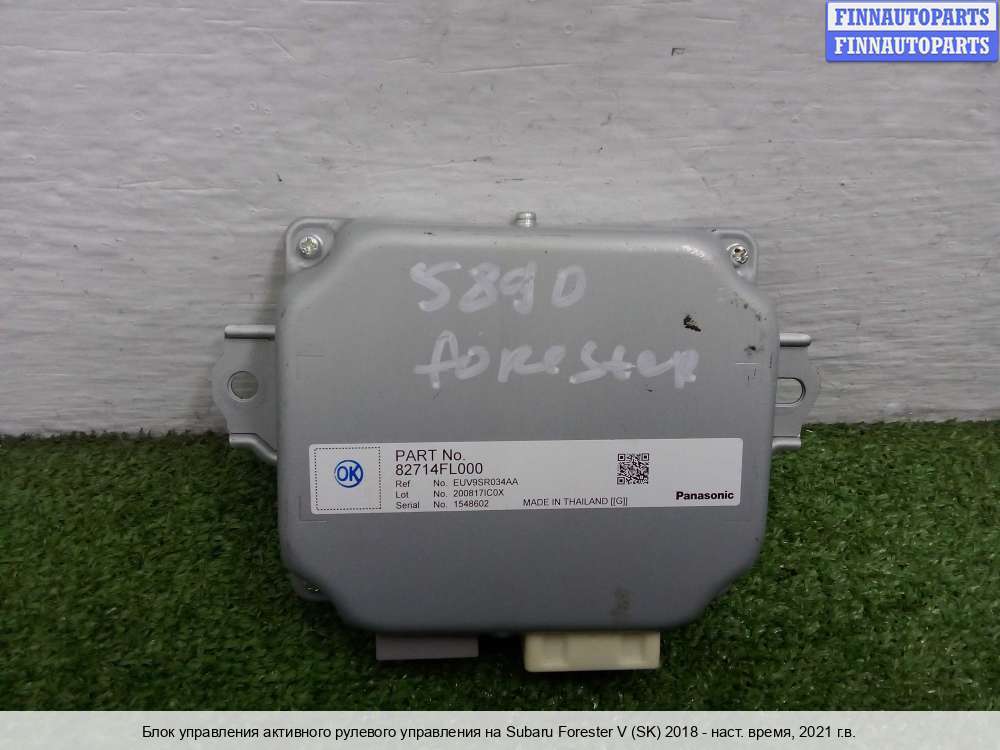 FINNAUTOPARTS
FINNAUTOPARTS
S89D
forester
OK
PART No.
82714FL000
Ref No. EUV9SR034AA
Lot No. 200817IC0X
Serial No. 1548602
MADE IN THAILAND [[G]]
Panasonic
Блок управления активного рулевого управления на Subaru Forester V (SK) 2018 - наст. время, 2021 г.в.